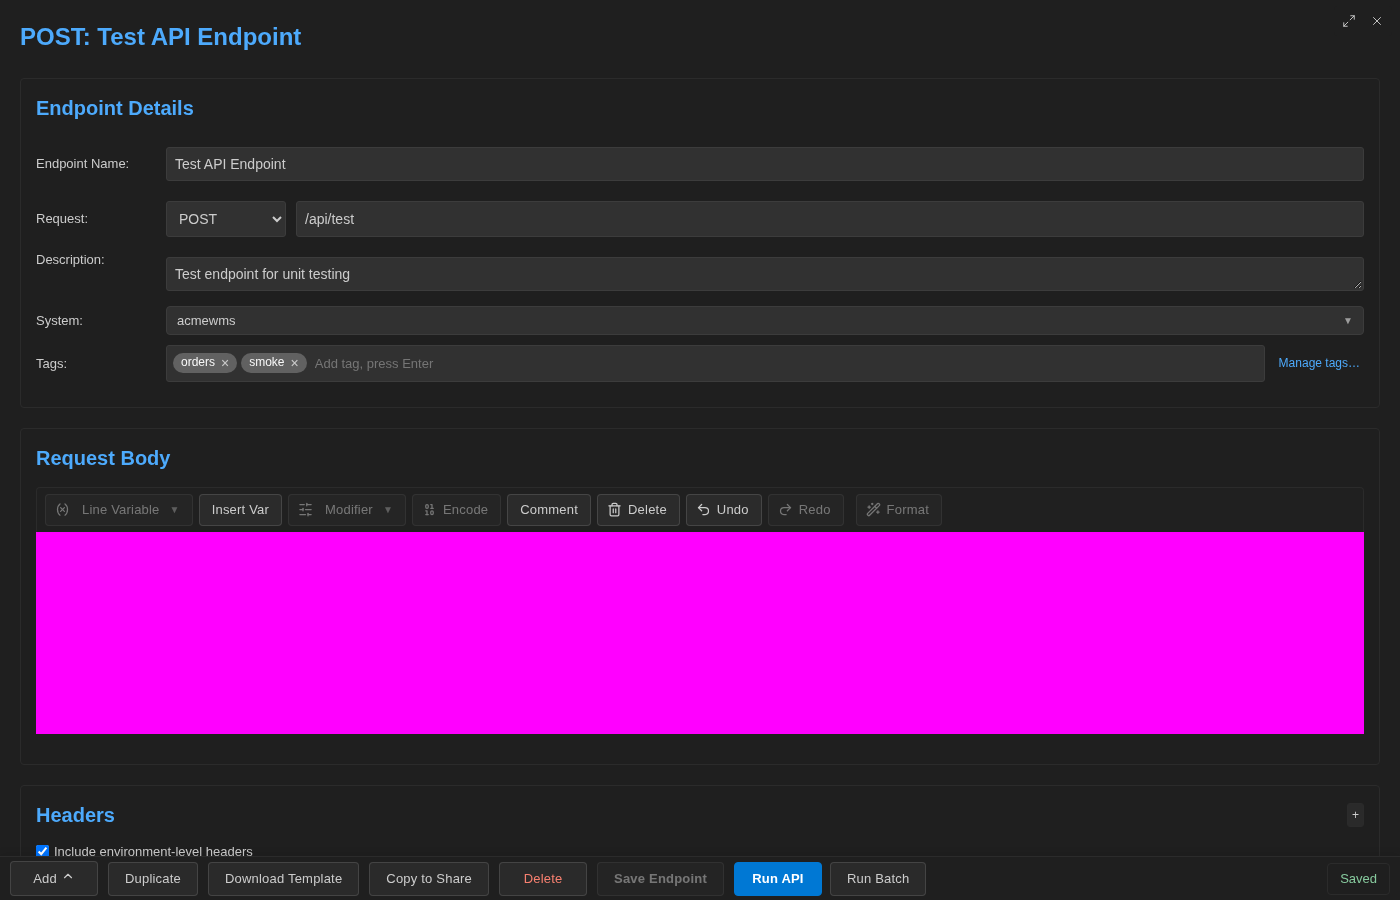 POST: Test API Endpoint
Endpoint Details
Endpoint Name:
Test API Endpoint
Request:
POST
/api/test
Description:
Test endpoint for unit testing
System:
acmewms
Tags:
orders × smoke × Add tag, press Enter
Manage tags…
Request Body
Line Variable Insert Var Modifier Encode Comment Delete Undo Redo Format
Headers
+
Include environment-level headers
Add Duplicate Download Template Copy to Share Delete Save Endpoint Run API Run Batch Saved